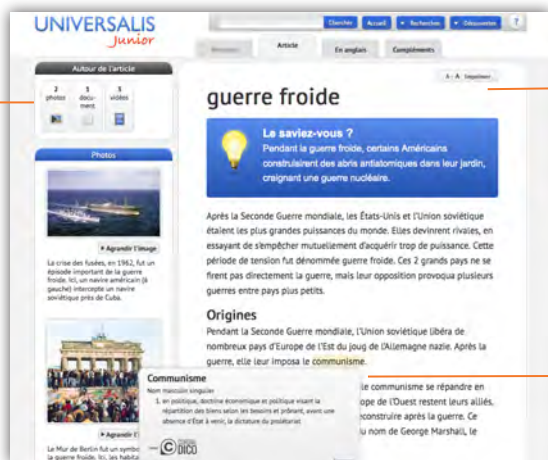 UNIVERSALIS
Junior
Chercher
Accueil
Rechercher
Découvertes
?
Article
En anglais
Compléments
Autour de l'article
2 photos
1 document
3 vidéos
A - A Imprimer
guerre froide
Le saviez-vous ?
Pendant la guerre froide, certains Américains
construisirent des abris antiatomiques dans leur jardin,
craignant une guerre nucléaire.
Photos
Agrandir l'image
La crise des fusées, en 1962, fut un
épisode important de la guerre
froide. Ici, un navire américain (à
gauche) intercepte un navire
soviétique près de Cuba.
Agrandir l'
Le Mur de Berlin fut un symbo
la guerre froide. Ici, les habita
Après la Seconde Guerre mondiale, les États-Unis et l'Union soviétique
étaient les plus grandes puissances du monde. Elles devinrent rivales, en
essayant de s'empêcher mutuellement d'acquérir trop de puissance. Cette
période de tension fut dénommée guerre froide. Ces 2 grands pays ne se
firent pas directement la guerre, mais leur opposition provoqua plusieurs
guerres entre pays plus petits.
Origines
Pendant la Seconde Guerre mondiale, l'Union soviétique libéra de
nombreux pays d'Europe de l'Est du joug de l'Allemagne nazie. Après la
guerre, elle leur imposa le communisme.
le communisme se répandre en
ope de l'Ouest restent leurs alliés,
econstruire après la guerre. Ce
u nom de George Marshall, le
Communisme
Nom masculin singulier
1. en politique, doctrine économique et politique visant la
répartition des biens selon les besoins et prônant, avant une
absence d'État à venir, la dictature du prolétariat
DICO